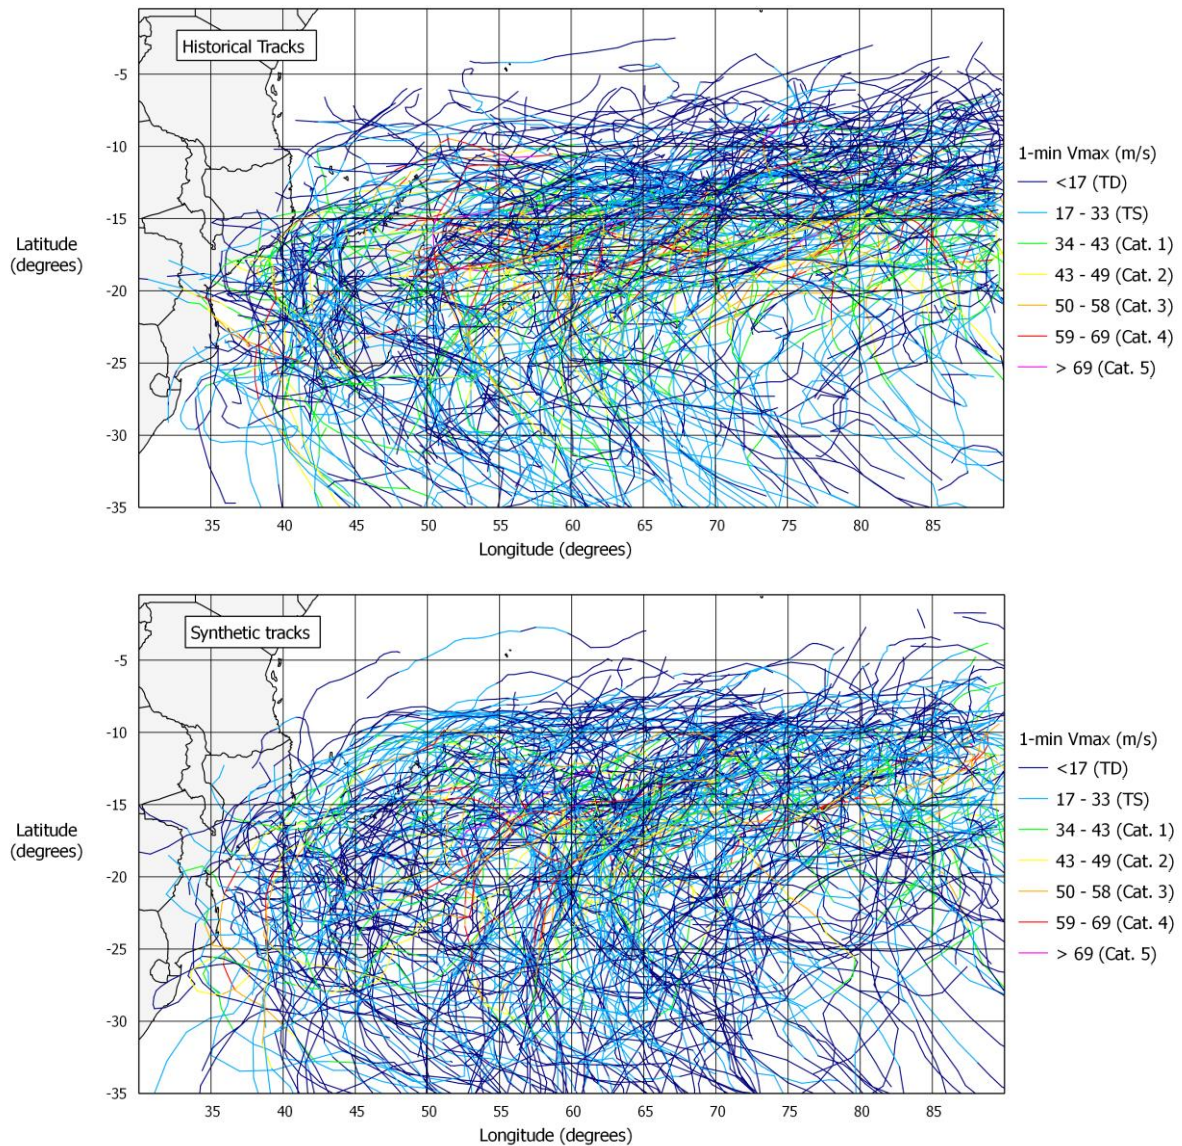 Historical Tracks
-5
-10
-15
-20
-25
-30
-35
Latitude
(degrees)
35 40 45 50 55 60 65 70 75 80 85
Longitude (degrees)
1-min Vmax (m/s)
<17 (TD)
17 - 33 (TS)
34 - 43 (Cat. 1)
43 - 49 (Cat. 2)
50 - 58 (Cat. 3)
59 - 69 (Cat. 4)
> 69 (Cat. 5)
Synthetic tracks
-5
-10
-15
-20
-25
-30
-35
Latitude
(degrees)
35 40 45 50 55 60 65 70 75 80 85
Longitude (degrees)
1-min Vmax (m/s)
<17 (TD)
17 - 33 (TS)
34 - 43 (Cat. 1)
43 - 49 (Cat. 2)
50 - 58 (Cat. 3)
59 - 69 (Cat. 4)
> 69 (Cat. 5)